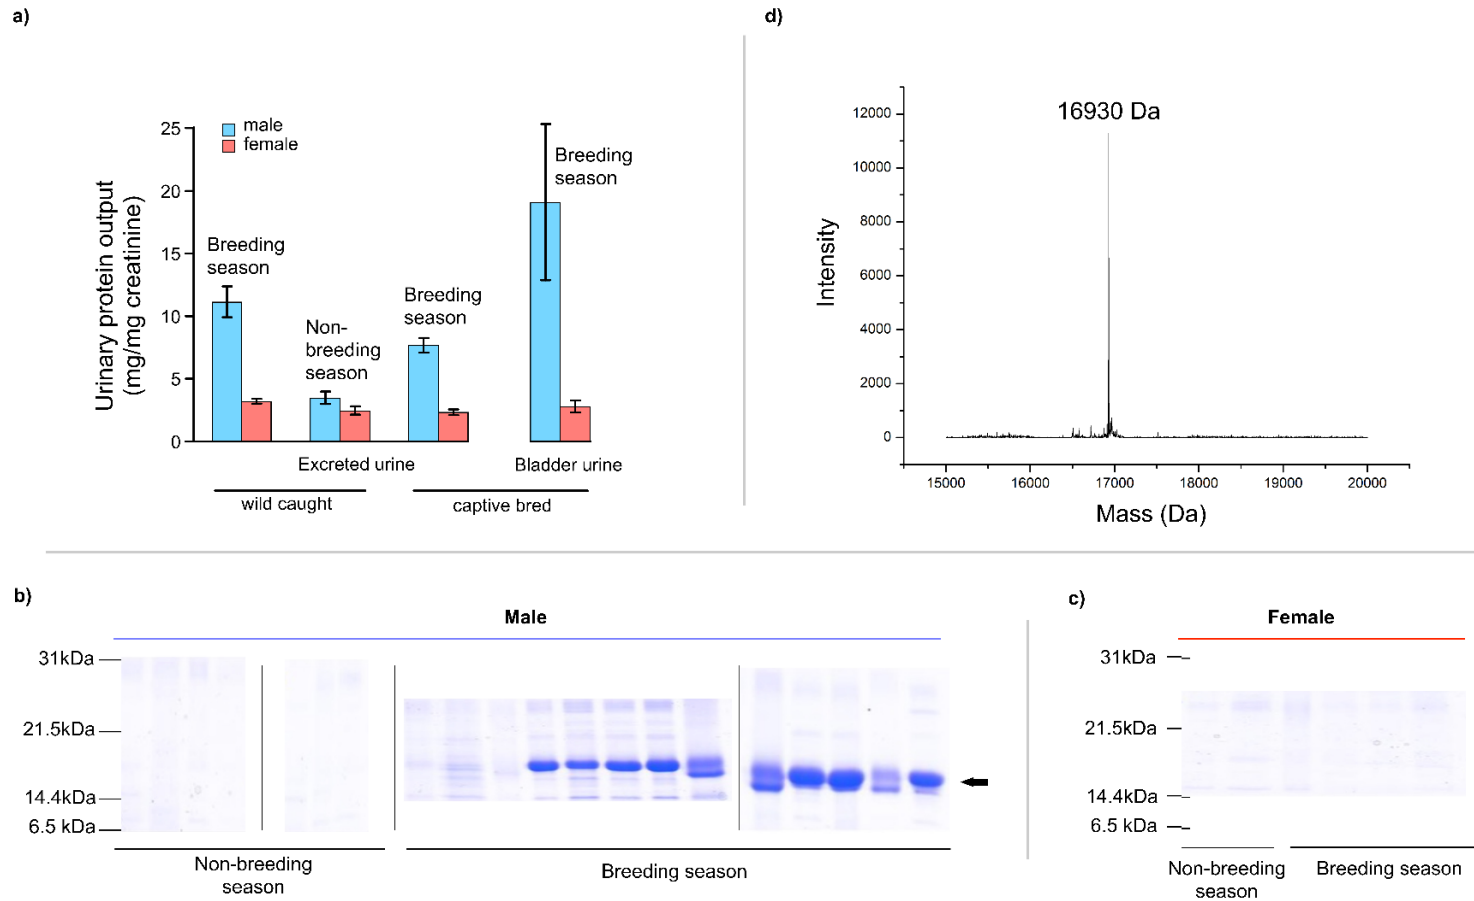 a)
male
female
Urinary protein output
(mg/mg creatinine)
25
20
15
10
5
0
Breeding
season
Non-
breeding
season
Breeding
season
Breeding
season
Excreted urine
Bladder urine
wild caught
captive bred
d)
16930 Da
Intensity
12000
10000
8000
6000
4000
2000
0
15000
16000
17000
18000
19000
20000
Mass (Da)
b)
Male
31kDa
21.5kDa
14.4kDa
6.5 kDa
Non-breeding
season
Breeding season
c)
Female
31kDa
21.5kDa
14.4kDa
6.5 kDa
Non-breeding
season
Breeding season